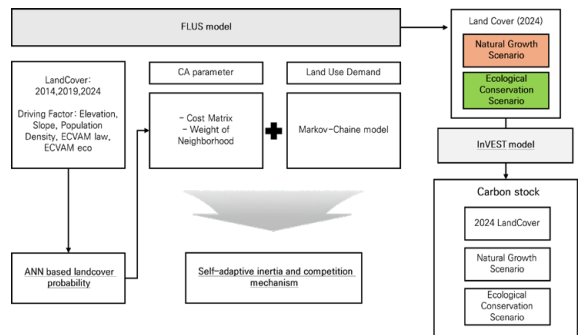 FLUS model
LandCover:
2014,2019,2024
Driving Factor: Elevation,
Slope, Population
Density, ECVAM law,
ECVAM eco
ANN based landcover
probability
CA parameter
- Cost Matrix
- Weight of
Neighborhood
Land Use Demand
Markov-Chaine model
Self-adaptive inertia and competition
mechanism
Land Cover (2024)
Natural Growth
Scenario
Ecological
Conservation
Scenario
InVEST model
Carbon stock
2024 LandCover
Natural Growth
Scenario
Ecological
Conservation
Scenario